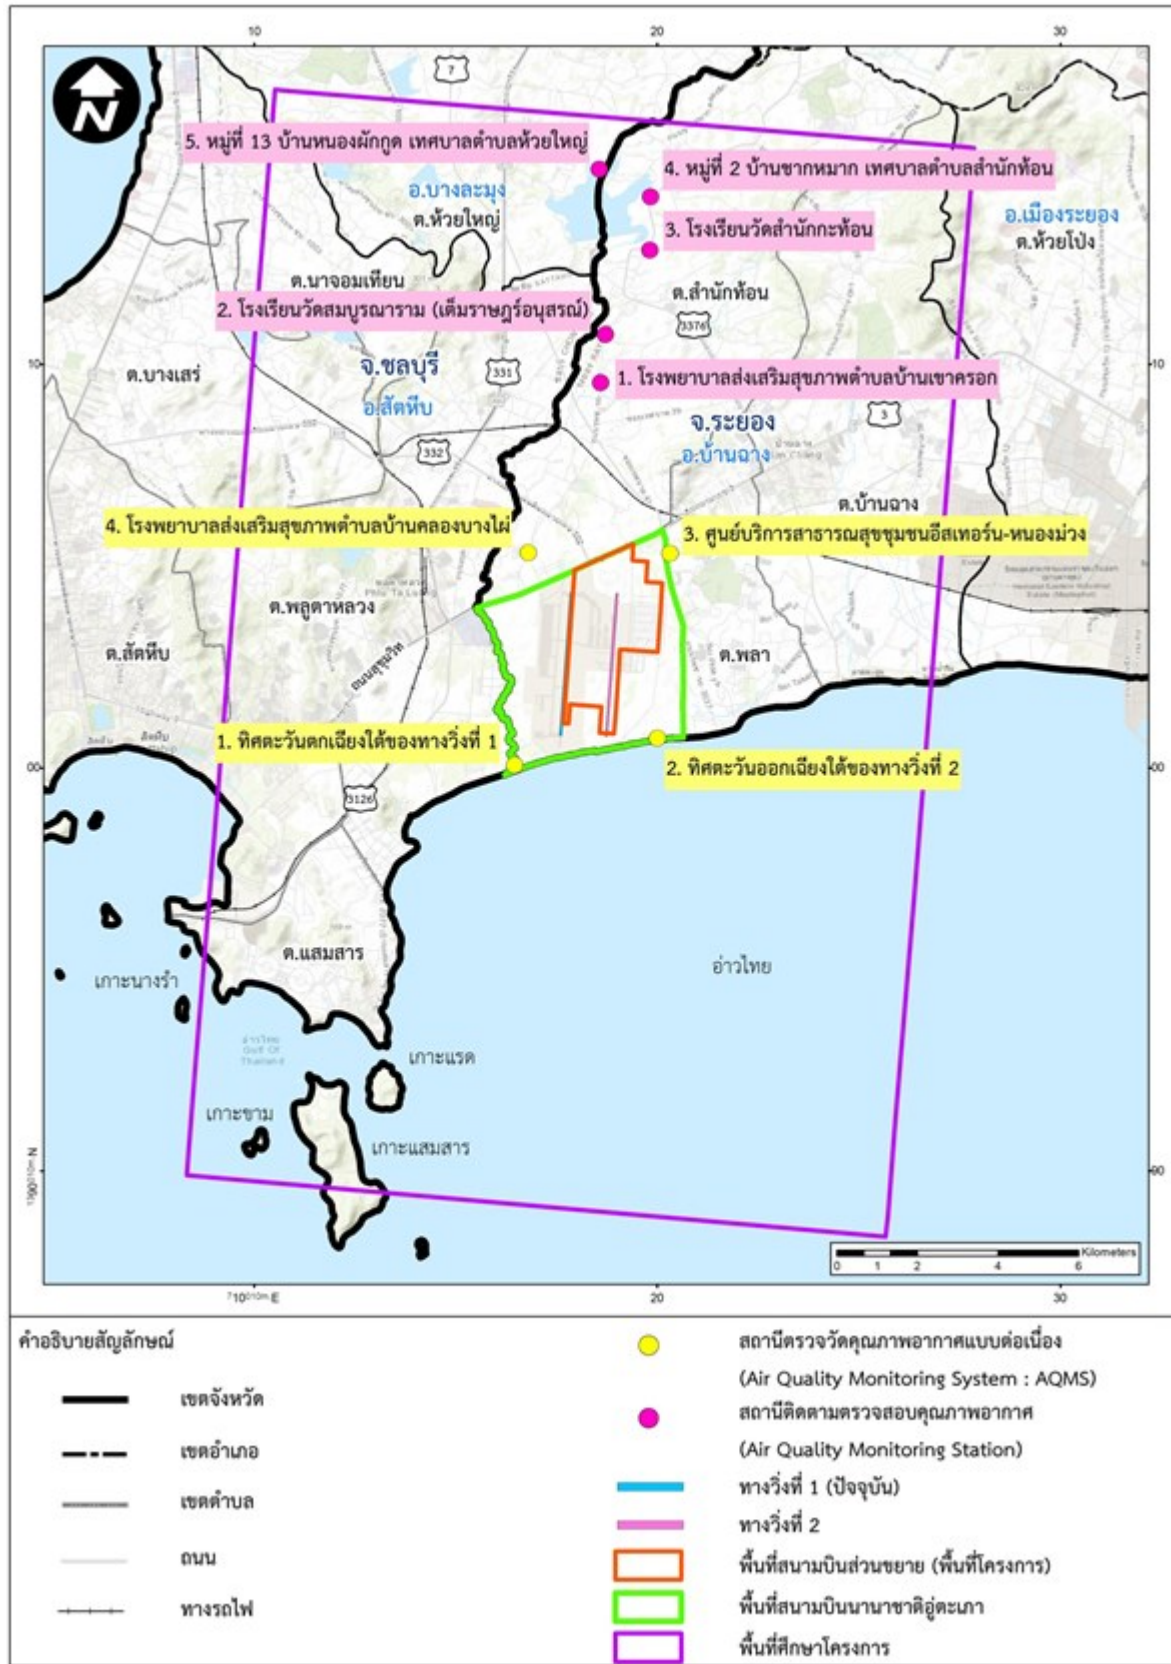 10 20 30
N
7
5. หมู่ที่ 13 บ้านหนองผักกูด เทศบาลตำบลห้วยใหญ่
4. หมู่ที่ 2 บ้านชากหมาก เทศบาลตำบลสำนักท้อน
อ.บางละมุง
ต.ห้วยใหญ่
อ.เมืองระยอง
ต.ห้วยโป่ง
3. โรงเรียนวัดสำนักกะท้อน
ต.นาจอมเทียน
ต.สำนักท้อน
2. โรงเรียนวัดสมบูรณาราม (เต็มราษฎร์อนุสรณ์)
3376
10 10
ต.บางเสร่
จ.ชลบุรี
331
1. โรงพยาบาลส่งเสริมสุขภาพตำบลบ้านเขาครอก
อ.สัตหีบ
3
จ.ระยอง
332
อ.บ้านฉาง
ต.บ้านฉาง
4. โรงพยาบาลส่งเสริมสุขภาพตำบลบ้านคลองบางไผ่
3. ศูนย์บริการสาธารณสุขชุมชนอีสเทอร์น-หนองม่วง
Phlu Ta Luang
ต.พลูตาหลวง
ต.สัตหีบ
ถนนสุขุมวิท
ต.พลา
1. ทิศตะวันตกเฉียงใต้ของทางวิ่งที่ 1
2. ทิศตะวันออกเฉียงใต้ของทางวิ่งที่ 2
00 00
3126
ต.แสมสาร
อ่าวไทย
เกาะนางรำ
อ่าวไทย
Gulf Of
Thailand
เกาะแรด
เกาะขาม
เกาะแสมสาร
00
Kilometers
0 1 2 4 6
710010m E 20 30
คำอธิบายสัญลักษณ์
เขตจังหวัด
เขตอำเภอ
เขตตำบล
ถนน
ทางรถไฟ
สถานีตรวจวัดคุณภาพอากาศแบบต่อเนื่อง
(Air Quality Monitoring System : AQMS)
สถานีติดตามตรวจสอบคุณภาพอากาศ
(Air Quality Monitoring Station)
ทางวิ่งที่ 1 (ปัจจุบัน)
ทางวิ่งที่ 2
พื้นที่สนามบินส่วนขยาย (พื้นที่โครงการ)
พื้นที่สนามบินนานาชาติอู่ตะเภา
พื้นที่ศึกษาโครงการ